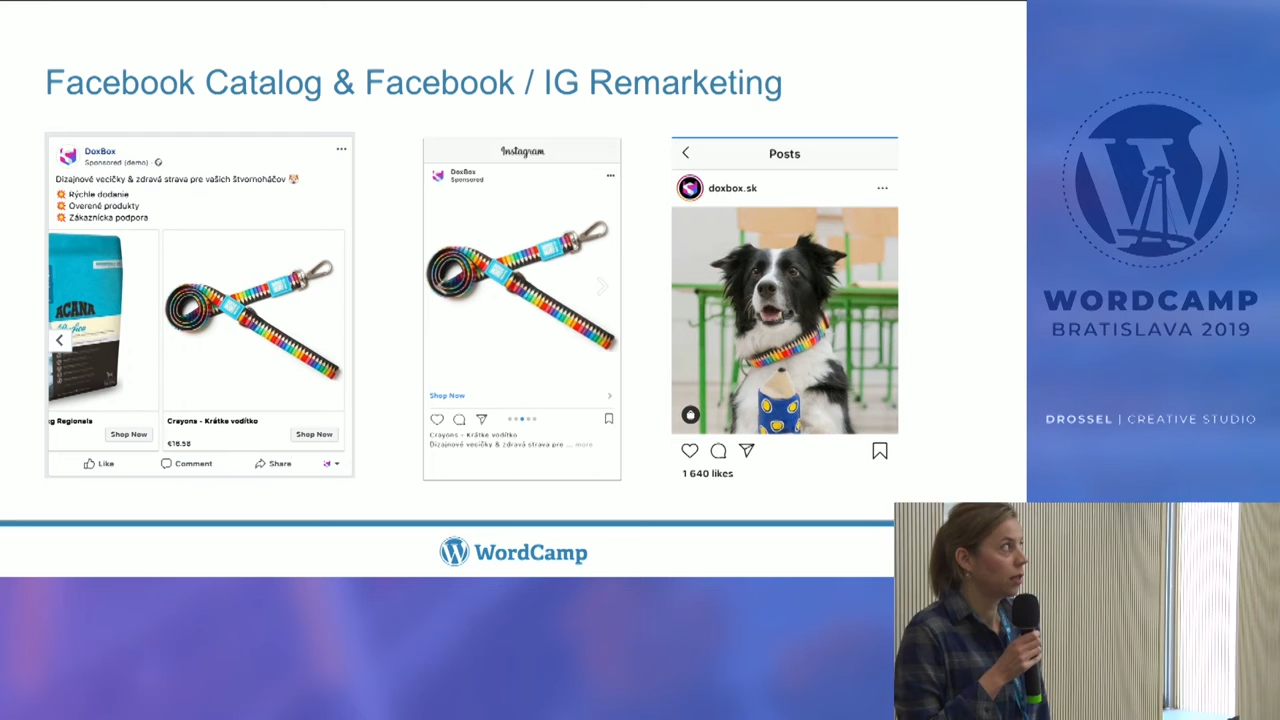 Facebook Catalog & Facebook / IG Remarketing
DoxBox
Sponsored (demo) ·
Dizajnové vecičky & zdravá strava pre vašich štvornoháčov
Rýchle dodanie
Overené produkty
Zákaznícka podpora
ACANA
Regionals
Shop Now
Crayons - Krátke vodítko
€16.58
Shop Now
Like
Comment
Share
Instagram
DoxBox
Sponsored
Shop Now
Crayons - Krátke vodítko
Dizajnové vecičky & zdravá strava pre ... more
Posts
doxbox.sk
1 640 likes
WordCamp
WORDCAMP
BRATISLAVA 2019
DROSSEL | CREATIVE STUDIO